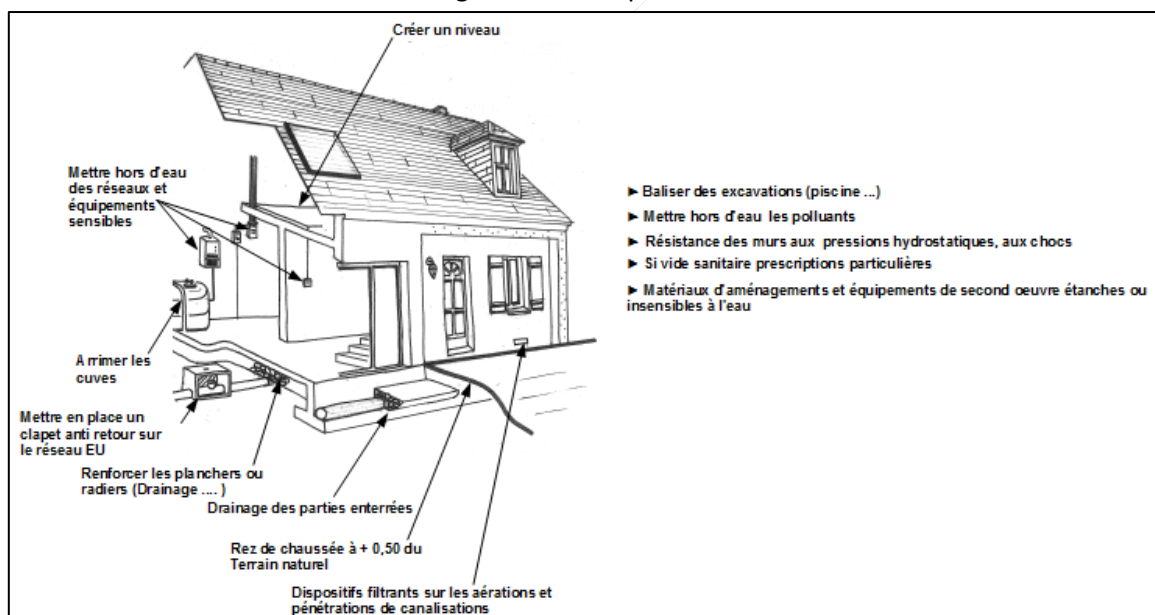 Créer un niveau
Mettre hors d'eau
des réseaux et
équipements
sensibles
Arrimer les
cuves
Mettre en place un
clapet anti retour sur
le réseau EU
Renforcer les planchers ou
radiers (Drainage .... )
Drainage des parties enterrées
Rez de chaussée à + 0,50 du
Terrain naturel
Dispositifs filtrants sur les aérations et
pénétrations de canalisations
► Baliser des excavations (piscine ...)
► Mettre hors d'eau les polluants
► Résistance des murs aux pressions hydrostatiques, aux chocs
► Si vide sanitaire prescriptions particulières
► Matériaux d'aménagements et équipements de second oeuvre étanches ou
insensibles à l'eau